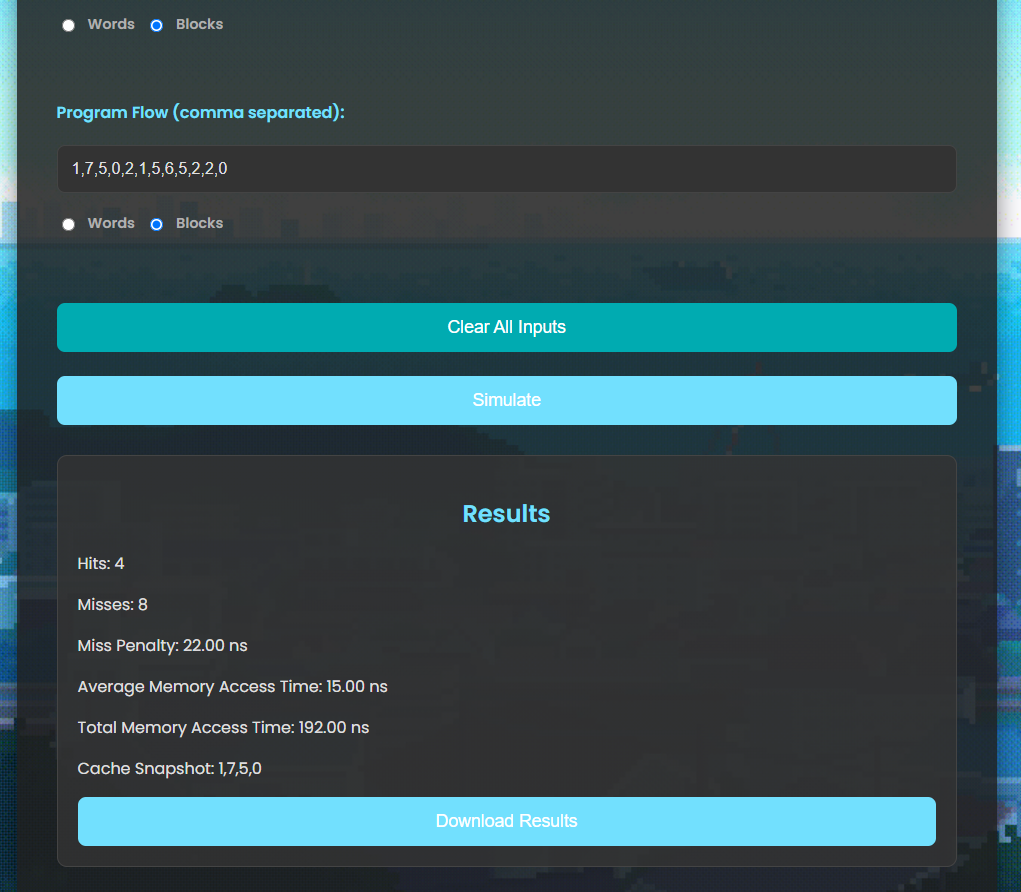 Words Blocks
Program Flow (comma separated):
1,7,5,0,2,1,5,6,5,2,2,0
Words Blocks
Clear All Inputs
Simulate
Results
Hits: 4
Misses: 8
Miss Penalty: 22.00 ns
Average Memory Access Time: 15.00 ns
Total Memory Access Time: 192.00 ns
Cache Snapshot: 1,7,5,0
Download Results